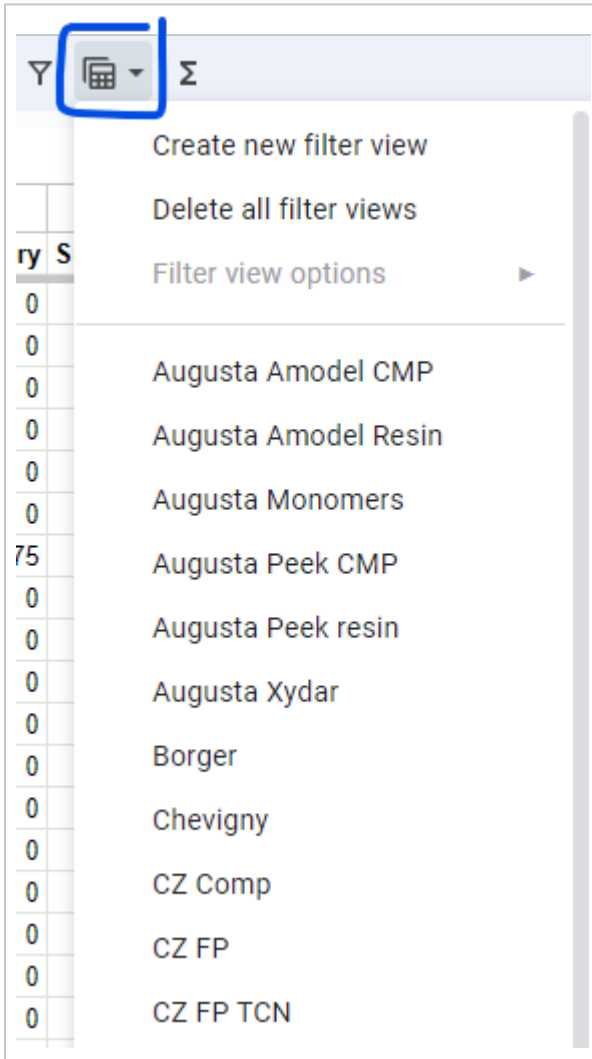 Σ
Create new filter view
Delete all filter views
Filter view options
ry S
0
0
0
0
0
0
75
0
0
0
0
0
0
0
0
0
0
0
Augusta Amodel CMP
Augusta Amodel Resin
Augusta Monomers
Augusta Peek CMP
Augusta Peek resin
Augusta Xydar
Borger
Chevigny
CZ Comp
CZ FP
CZ FP TCN